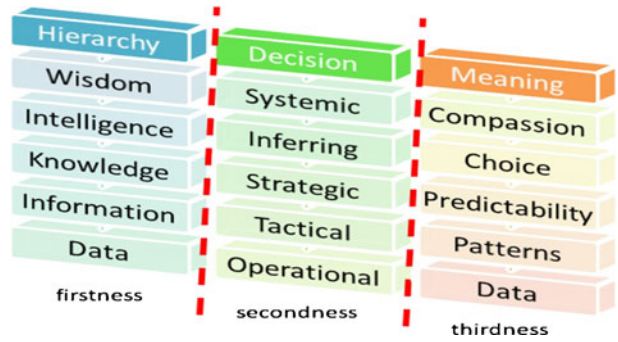 Hierarchy
Wisdom
Intelligence
Knowledge
Information
Data
firstness
Decision
Systemic
Inferring
Strategic
Tactical
Operational
secondness
Meaning
Compassion
Choice
Predictability
Patterns
Data
thirdness